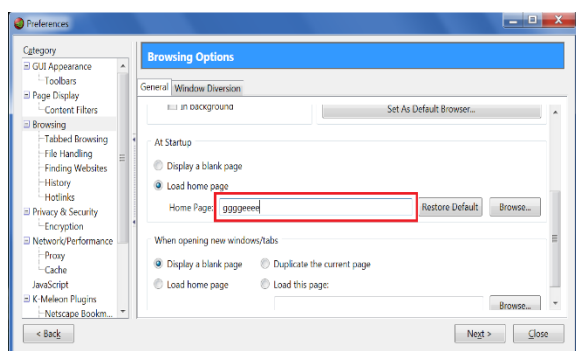 Preferences
Category
GUI Appearance
Toolbars
Page Display
Content Filters
Browsing
Tabbed Browsing
File Handling
Finding Websites
History
Hotlinks
Privacy & Security
Encryption
Network/Performance
Proxy
Cache
JavaScript
K-Meleon Plugins
Netscape Bookm...
Browsing Options
General Window Diversion
In background Set As Default Browser...
At Startup
Display a blank page
Load home page
Home Page: ggggeeee Restore Default Browse...
When opening new windows/tabs
Display a blank page Duplicate the current page
Load home page Load this page:
Browse...
< Back Next > Close